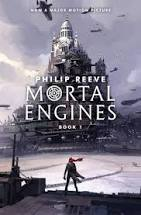 NOW A MAJOR MOTION PICTURE
PHILIP REEVE
MORTAL
ENGINES
BOOK 1